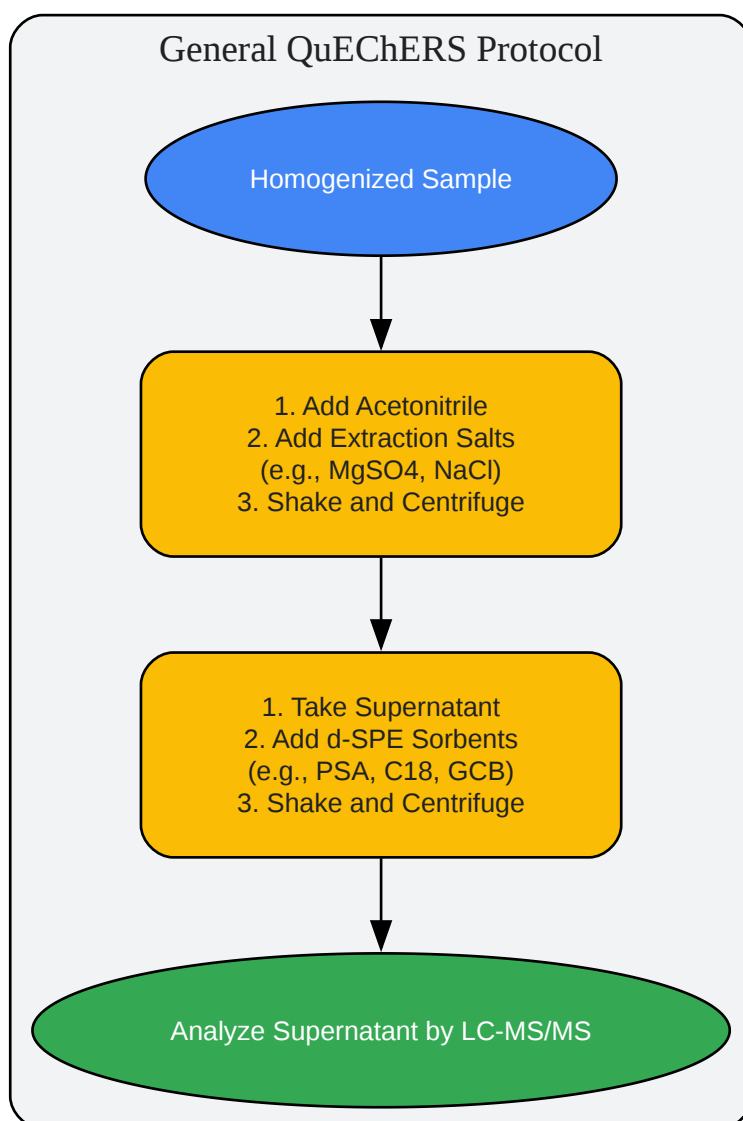 General QuEChERS Protocol
Homogenized Sample
1. Add Acetonitrile
2. Add Extraction Salts
(e.g., MgSO4, NaCl)
3. Shake and Centrifuge
1. Take Supernatant
2. Add d-SPE Sorbents
(e.g., PSA, C18, GCB)
3. Shake and Centrifuge
Analyze Supernatant by LC-MS/MS